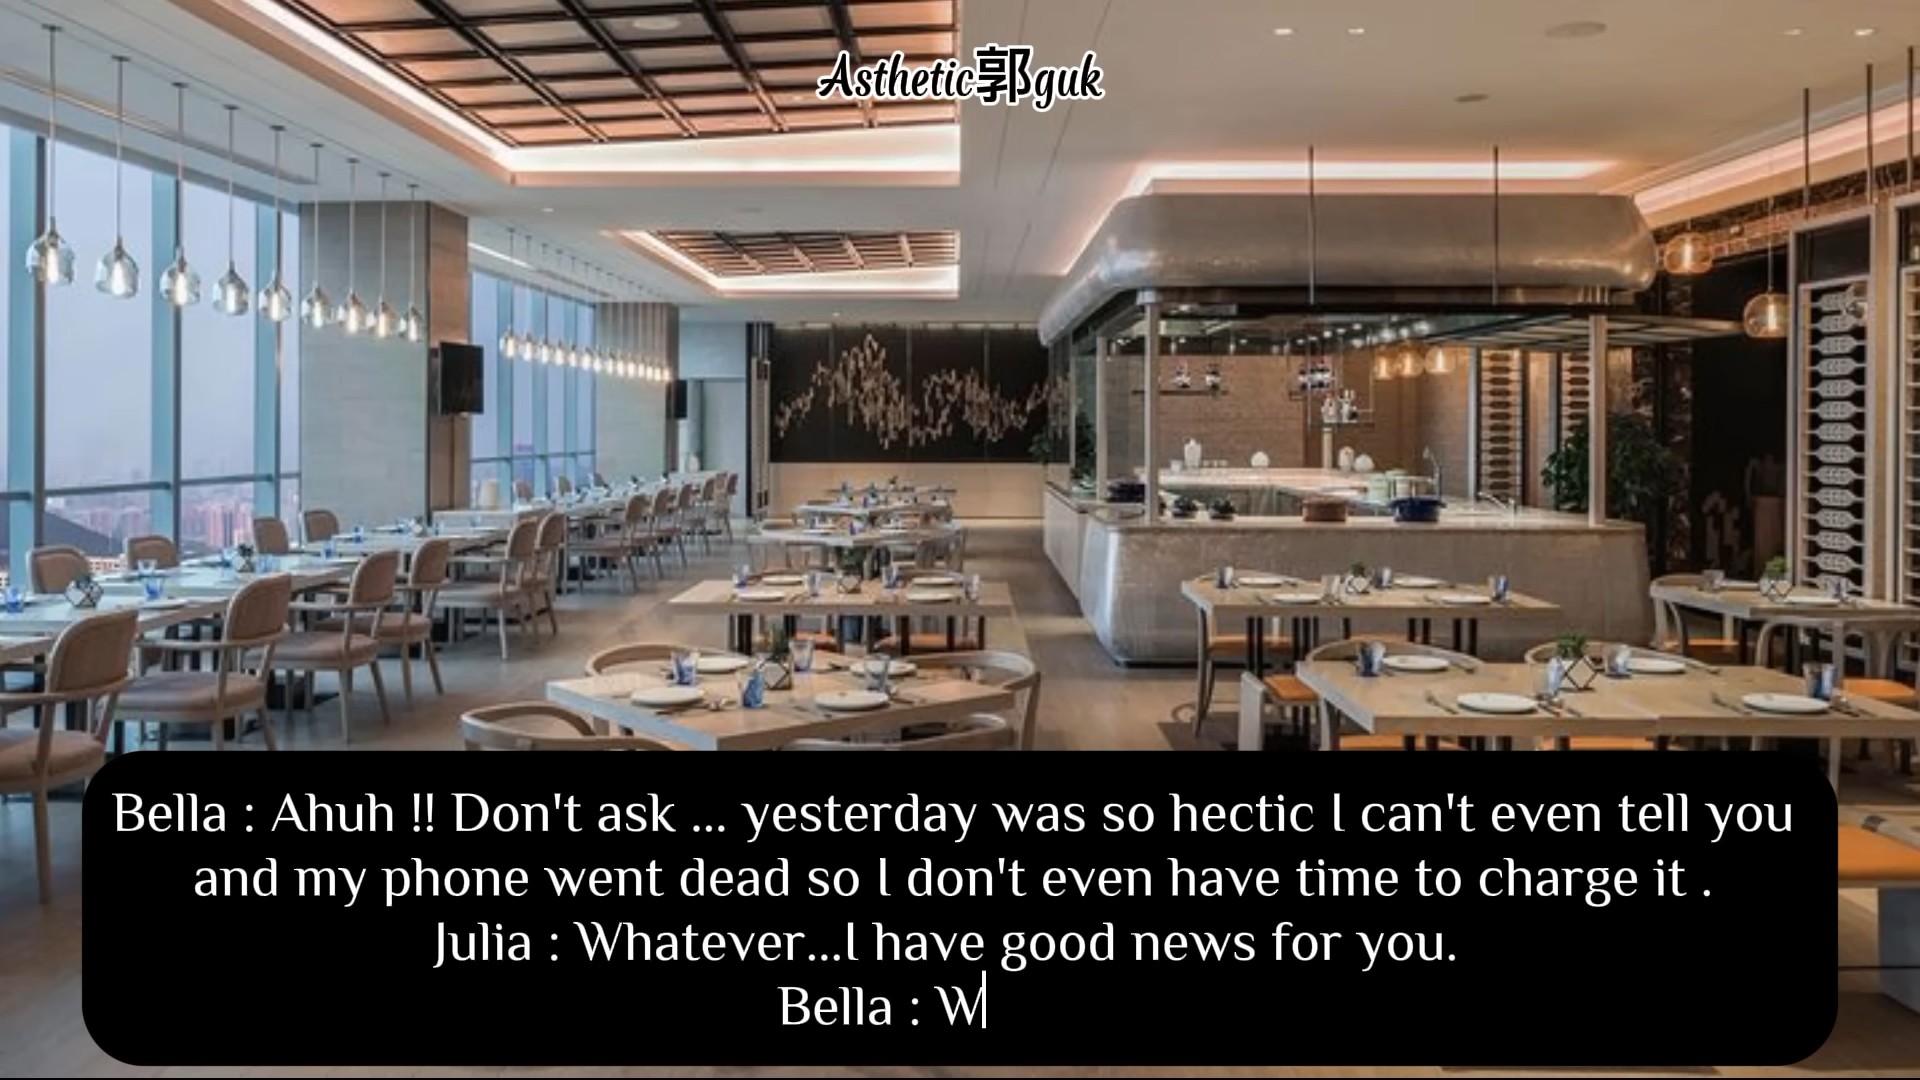 Asthetic郭guk
Bella : Ahuh !! Don't ask ... yesterday was so hectic I can't even tell you
and my phone went dead so I don't even have time to charge it .
Julia : Whatever...I have good news for you.
Bella : W